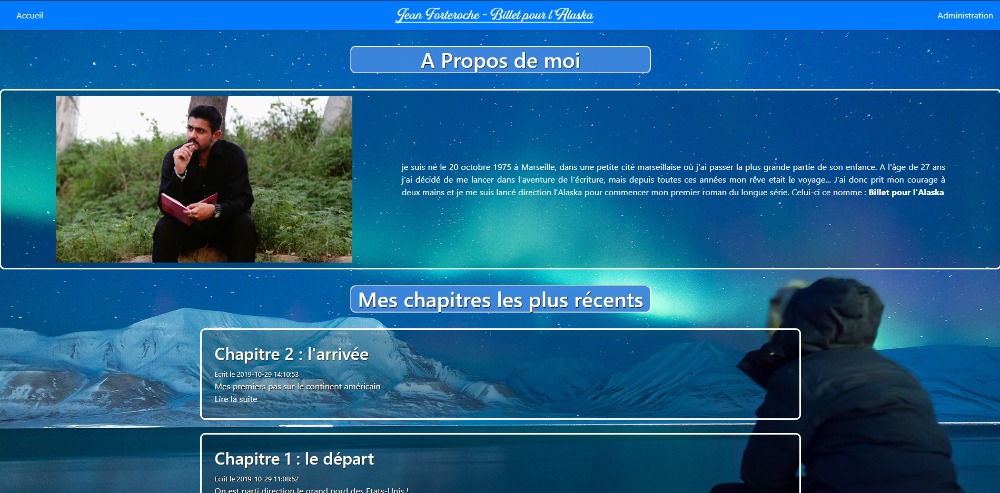 Accueil
Jean Forteroche - Billet pour l'Alaska
Administration
A Propos de moi
je suis né le 20 octobre 1975 à Marseille, dans une petite cité marseillaise où j'ai passer la plus grande partie de son enfance. A l'âge de 27 ans
j'ai décidé de me lancer dans l'aventure de l'écriture, mais depuis toutes ces années mon rêve etait le voyage... J'ai donc prit mon courage à
deux mains et je me suis lancé direction l'Alaska pour commencer mon premier roman du longue série. Celui-ci ce nomme : Billet pour l'Alaska
Mes chapitres les plus récents
Chapitre 2 : l'arrivée
Ecrit le 2019-10-29 14:10:53
Mes premiers pas sur le continent américain
Lire la suite
Chapitre 1 : le départ
Ecrit le 2019-10-29 11:08:52
On est parti direction le grand nord des Etats-Unis !